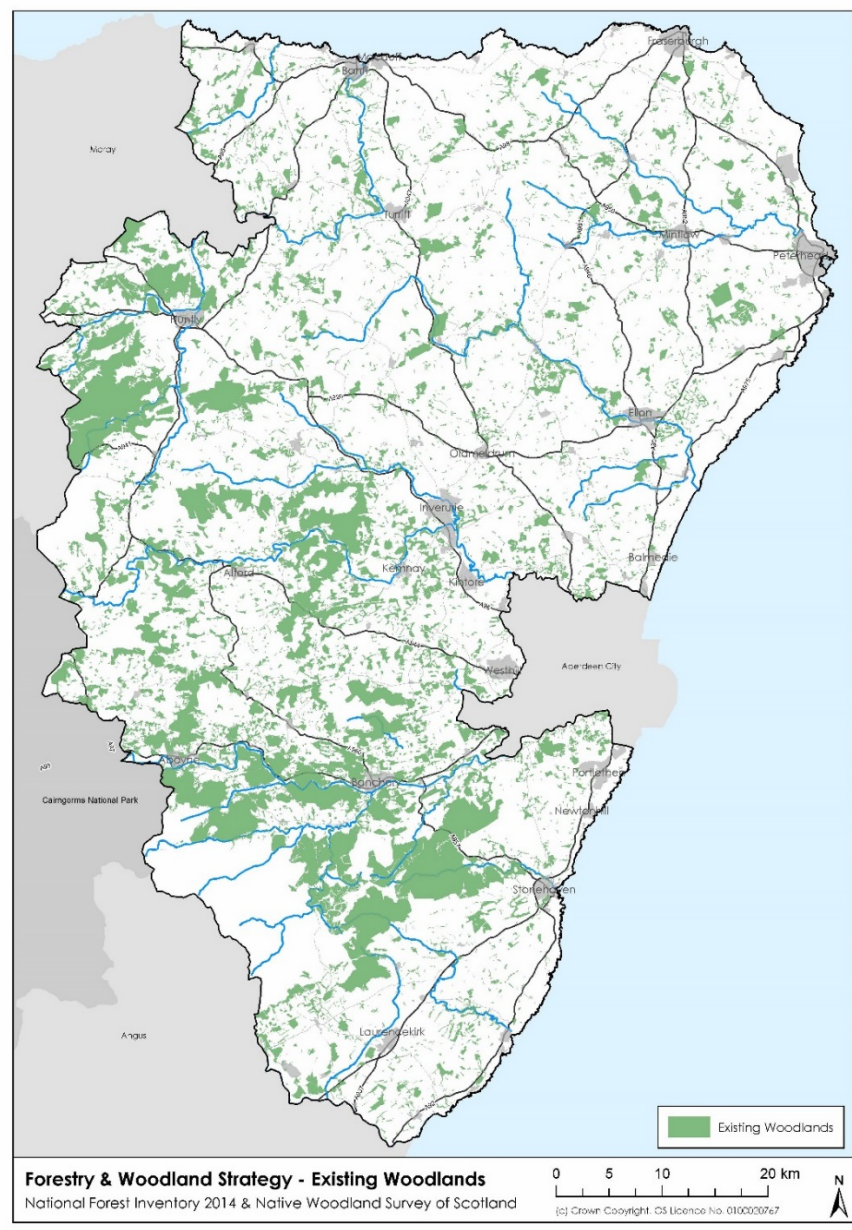 Fraserburgh
Macduff
Banff
Moray
Turriff
Mintlaw
Peterhead
Huntly
Ellon
Oldmeldrum
Inverurie
Balmedie
Alford
Kemnay
Kintore
Westhill
Aberdeen City
Aboyne
Banchory
Portlethen
Cairngorms National Park
Newtonhill
Stonehaven
Angus
Laurencekirk
Existing Woodlands
Forestry & Woodland Strategy - Existing Woodlands
National Forest Inventory 2014 & Native Woodland Survey of Scotland
0 5 10 20 km
N
(c) Crown Copyright. OS Licence No. 0100020767